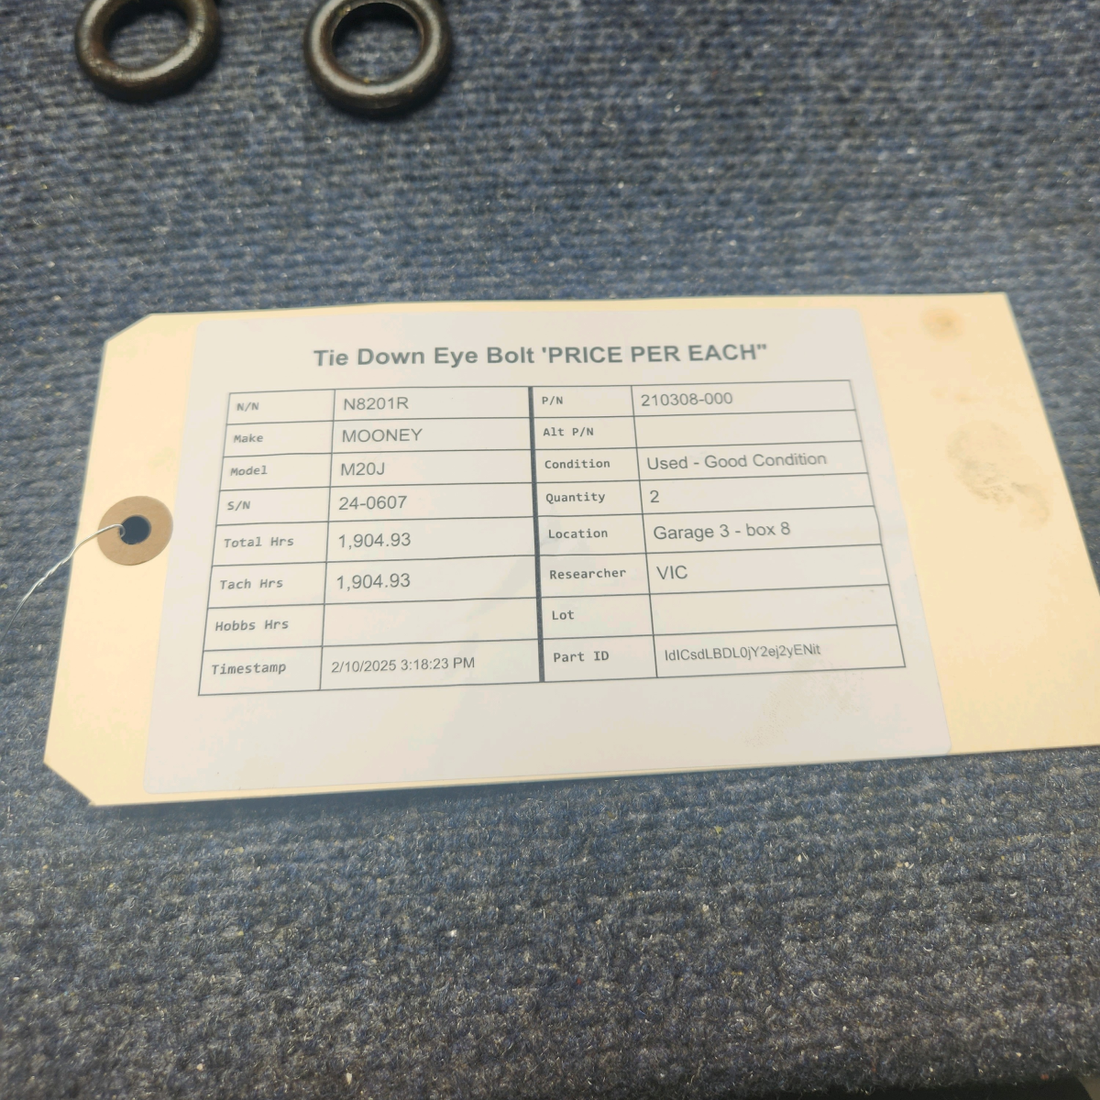 Tie Down Eye Bolt 'PRICE PER EACH"
N/N N8201R P/N 210308-000
Make MOONEY Alt P/N
Model M20J Condition Used - Good Condition
S/N 24-0607 Quantity 2
Total Hrs 1,904.93 Location Garage 3 - box 8
Tach Hrs 1,904.93 Researcher VIC
Hobbs Hrs Lot
Timestamp 2/10/2025 3:18:23 PM Part ID IdICsdLBDL0jY2ej2yENit